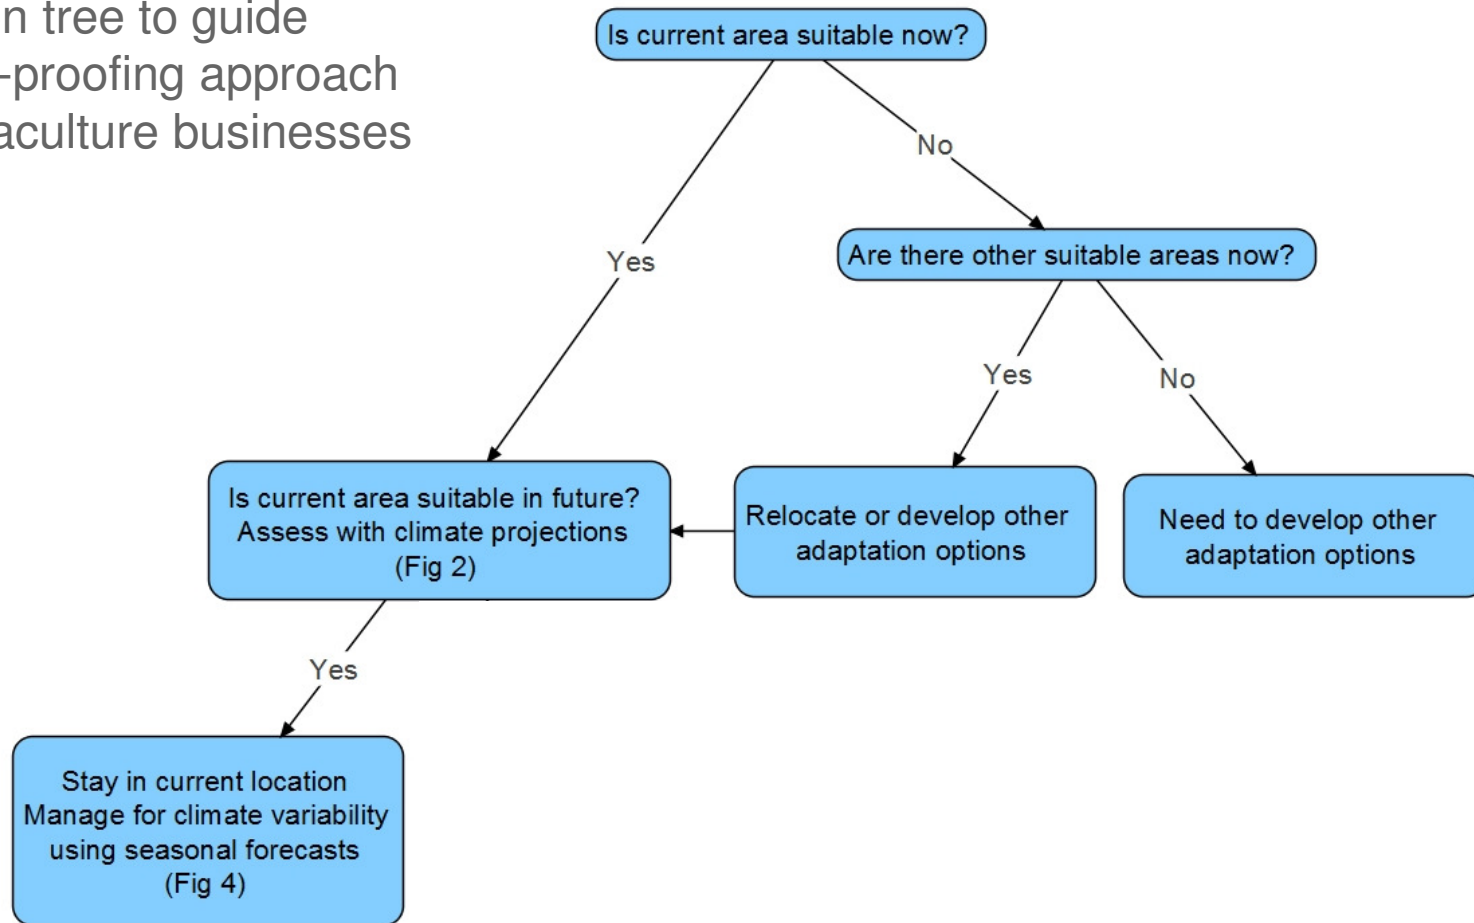 n tree to guide
-proofing approach
aculture businesses
Is current area suitable now?
No
Yes
Are there other suitable areas now?
Yes
No
Is current area suitable in future?
Assess with climate projections
(Fig 2)
Relocate or develop other
adaptation options
Need to develop other
adaptation options
Yes
Stay in current location
Manage for climate variability
using seasonal forecasts
(Fig 4)